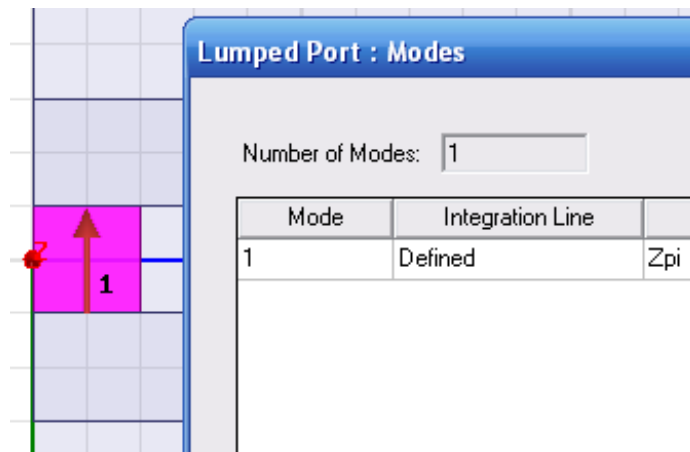 Lumped Port : Modes
Number of Modes: 1
Mode Integration Line
1 Defined Zpi
Z
1